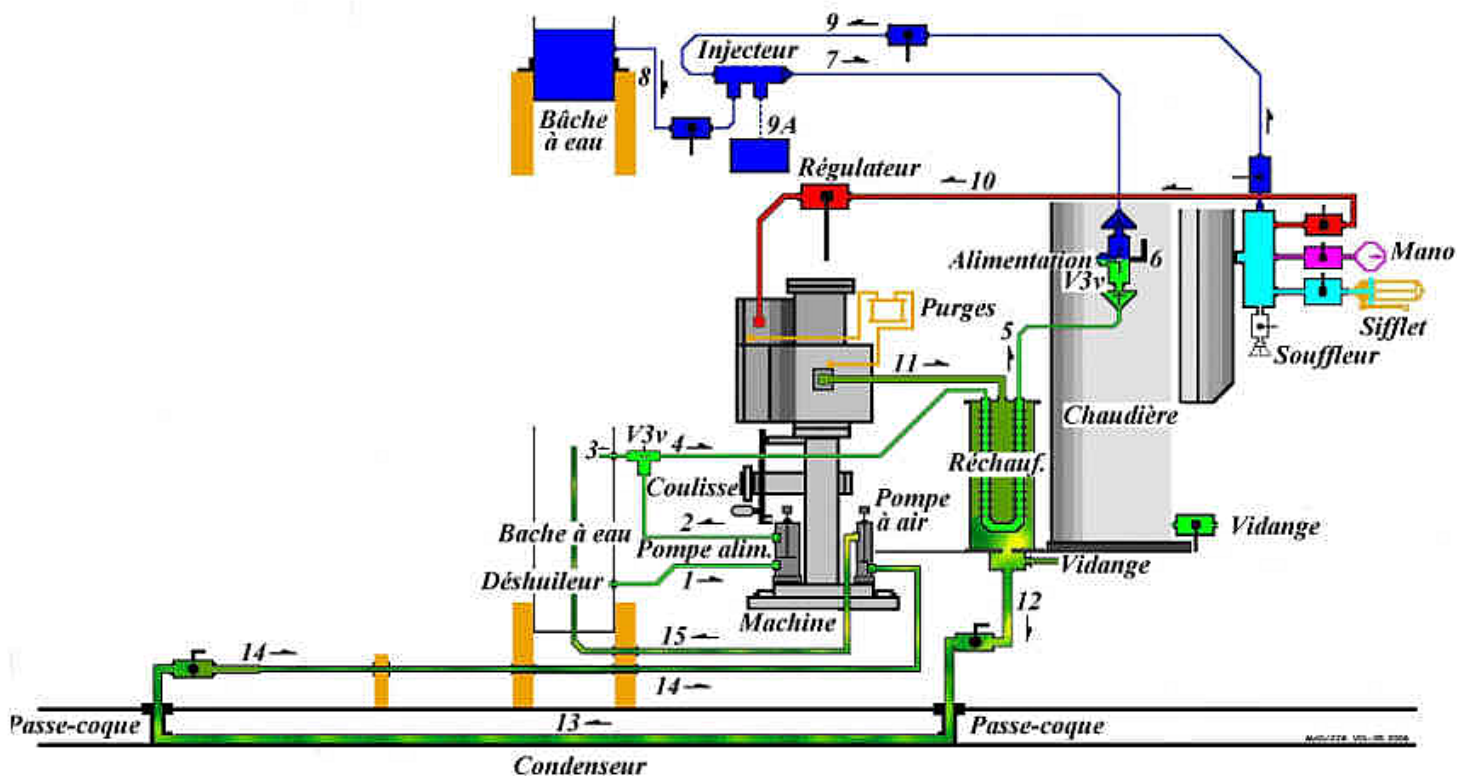 9
Injecteur
7
8
Bâche
à eau
9A
Régulateur
10
Alimentation
V3v
6
Mano
Sifflet
Souffleur
Purges
5
11
Chaudière
3
V3v
4
Réchauf.
Coulisse
Pompe
à air
2
Bache à eau
Pompe alim.
Vidange
Déshuileur
1
Vidange
Machine
12
15
14
14
Passe-coque
13
Passe-coque
Condenseur